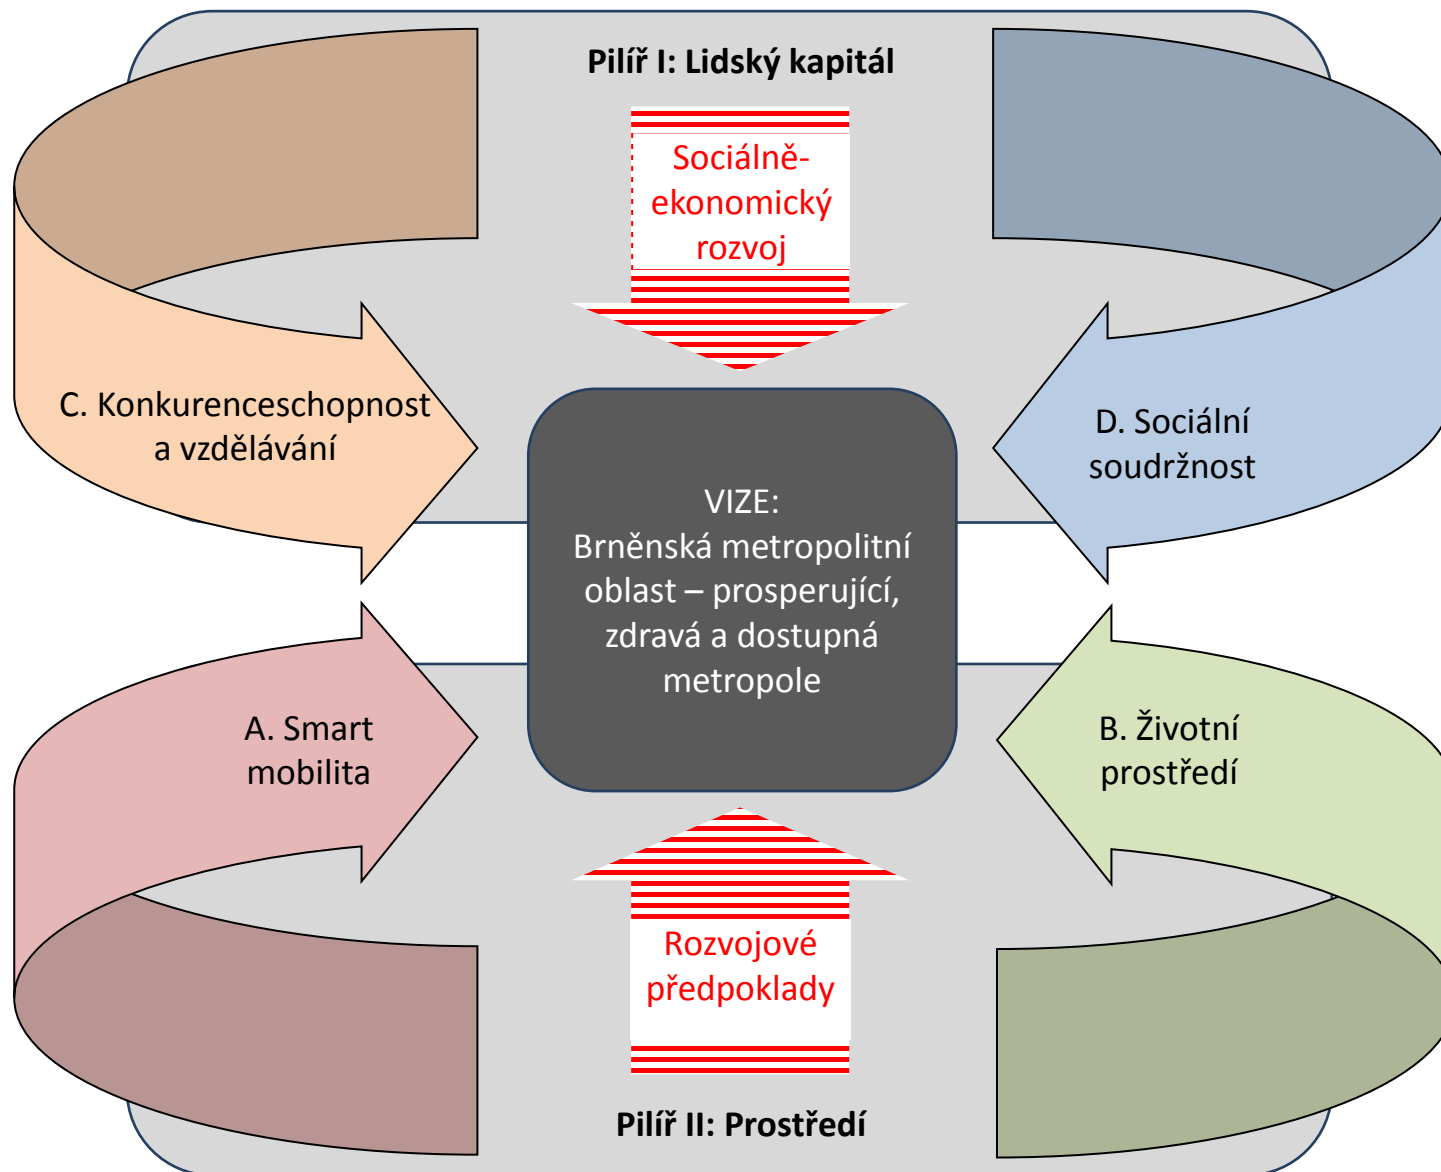 Pilíř I: Lidský kapitál
Sociálně-
ekonomický
rozvoj
C. Konkurenceschopnost
a vzdělávání
D. Sociální
soudržnost
VIZE:
Brněnská metropolitní
oblast – prosperující,
zdravá a dostupná
metropole
A. Smart
mobilita
B. Životní
prostředí
Rozvojové
předpoklady
Pilíř II: Prostředí